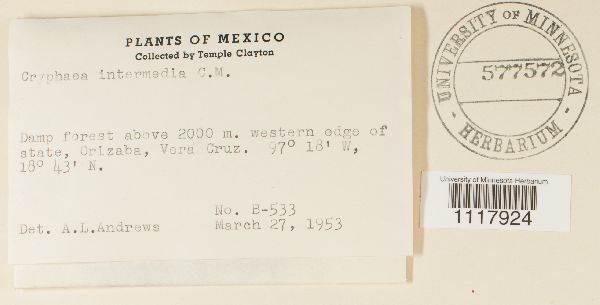 PLANTS OF MEXICO
Collected by Temple Clayton
Cryphaea intermedia C.M.
Damp forest above 2000 m. western edge of
state, Orizaba, Vera Cruz. 97° 18' W,
18° 43' N.
No. B-533
Det. A.L.Andrews March 27, 1953
UNIVERSITY OF MINNESOTA
577572
· HERBARIUM ·
University of Minnesota Herbarium
1117924